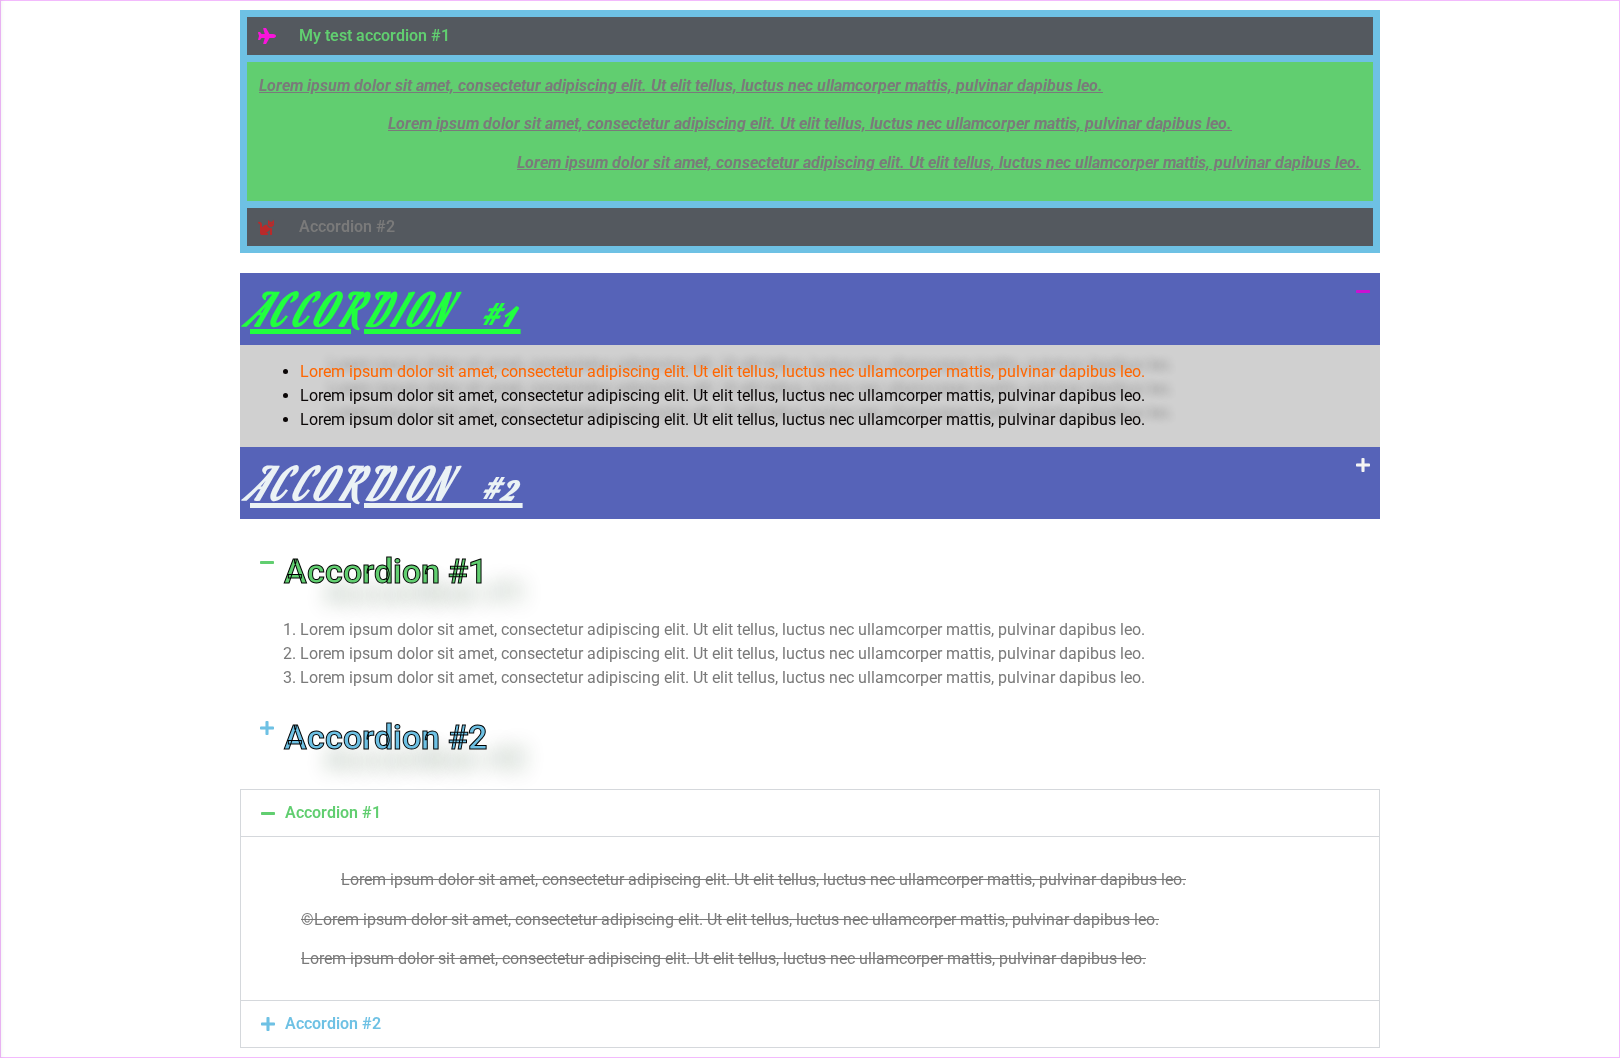 My test accordion #1
Lorem ipsum dolor sit amet, consectetur adipiscing elit. Ut elit tellus, luctus nec ullamcorper mattis, pulvinar dapibus leo.
Lorem ipsum dolor sit amet, consectetur adipiscing elit. Ut elit tellus, luctus nec ullamcorper mattis, pulvinar dapibus leo.
Lorem ipsum dolor sit amet, consectetur adipiscing elit. Ut elit tellus, luctus nec ullamcorper mattis, pulvinar dapibus leo.
Accordion #2
ACCORDION #1
• Lorem ipsum dolor sit amet, consectetur adipiscing elit. Ut elit tellus, luctus nec ullamcorper mattis, pulvinar dapibus leo.
• Lorem ipsum dolor sit amet, consectetur adipiscing elit. Ut elit tellus, luctus nec ullamcorper mattis, pulvinar dapibus leo.
• Lorem ipsum dolor sit amet, consectetur adipiscing elit. Ut elit tellus, luctus nec ullamcorper mattis, pulvinar dapibus leo.
ACCORDION #2
Accordion #1
1. Lorem ipsum dolor sit amet, consectetur adipiscing elit. Ut elit tellus, luctus nec ullamcorper mattis, pulvinar dapibus leo.
2. Lorem ipsum dolor sit amet, consectetur adipiscing elit. Ut elit tellus, luctus nec ullamcorper mattis, pulvinar dapibus leo.
3. Lorem ipsum dolor sit amet, consectetur adipiscing elit. Ut elit tellus, luctus nec ullamcorper mattis, pulvinar dapibus leo.
Accordion #2
Accordion #1
Lorem ipsum dolor sit amet, consectetur adipiscing elit. Ut elit tellus, luctus nec ullamcorper mattis, pulvinar dapibus leo.
©Lorem ipsum dolor sit amet, consectetur adipiscing elit. Ut elit tellus, luctus nec ullamcorper mattis, pulvinar dapibus leo.
Lorem ipsum dolor sit amet, consectetur adipiscing elit. Ut elit tellus, luctus nec ullamcorper mattis, pulvinar dapibus leo.
Accordion #2